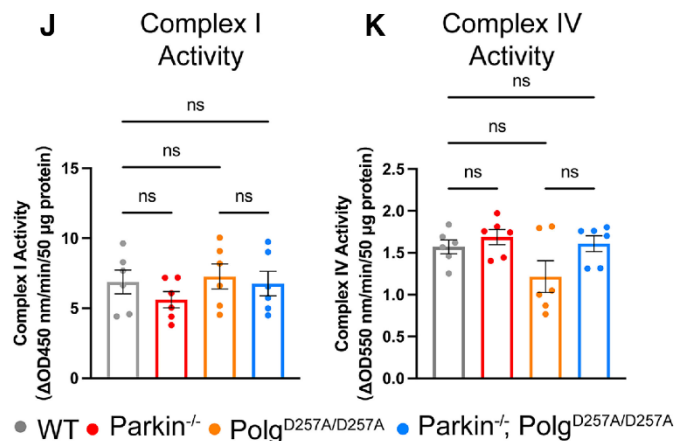 J
Complex I
Activity
ns
ns
ns
ns
15
10
5
0
Complex I Activity
(ΔOD450 nm/min/50 µg protein)
K
Complex IV
Activity
ns
ns
ns
ns
2.5
2.0
1.5
1.0
0.5
0.0
Complex IV Activity
(ΔOD550 nm/min/50 µg protein)
WT Parkin-/- PolgD257A/D257A Parkin-/-; PolgD257A/D257A